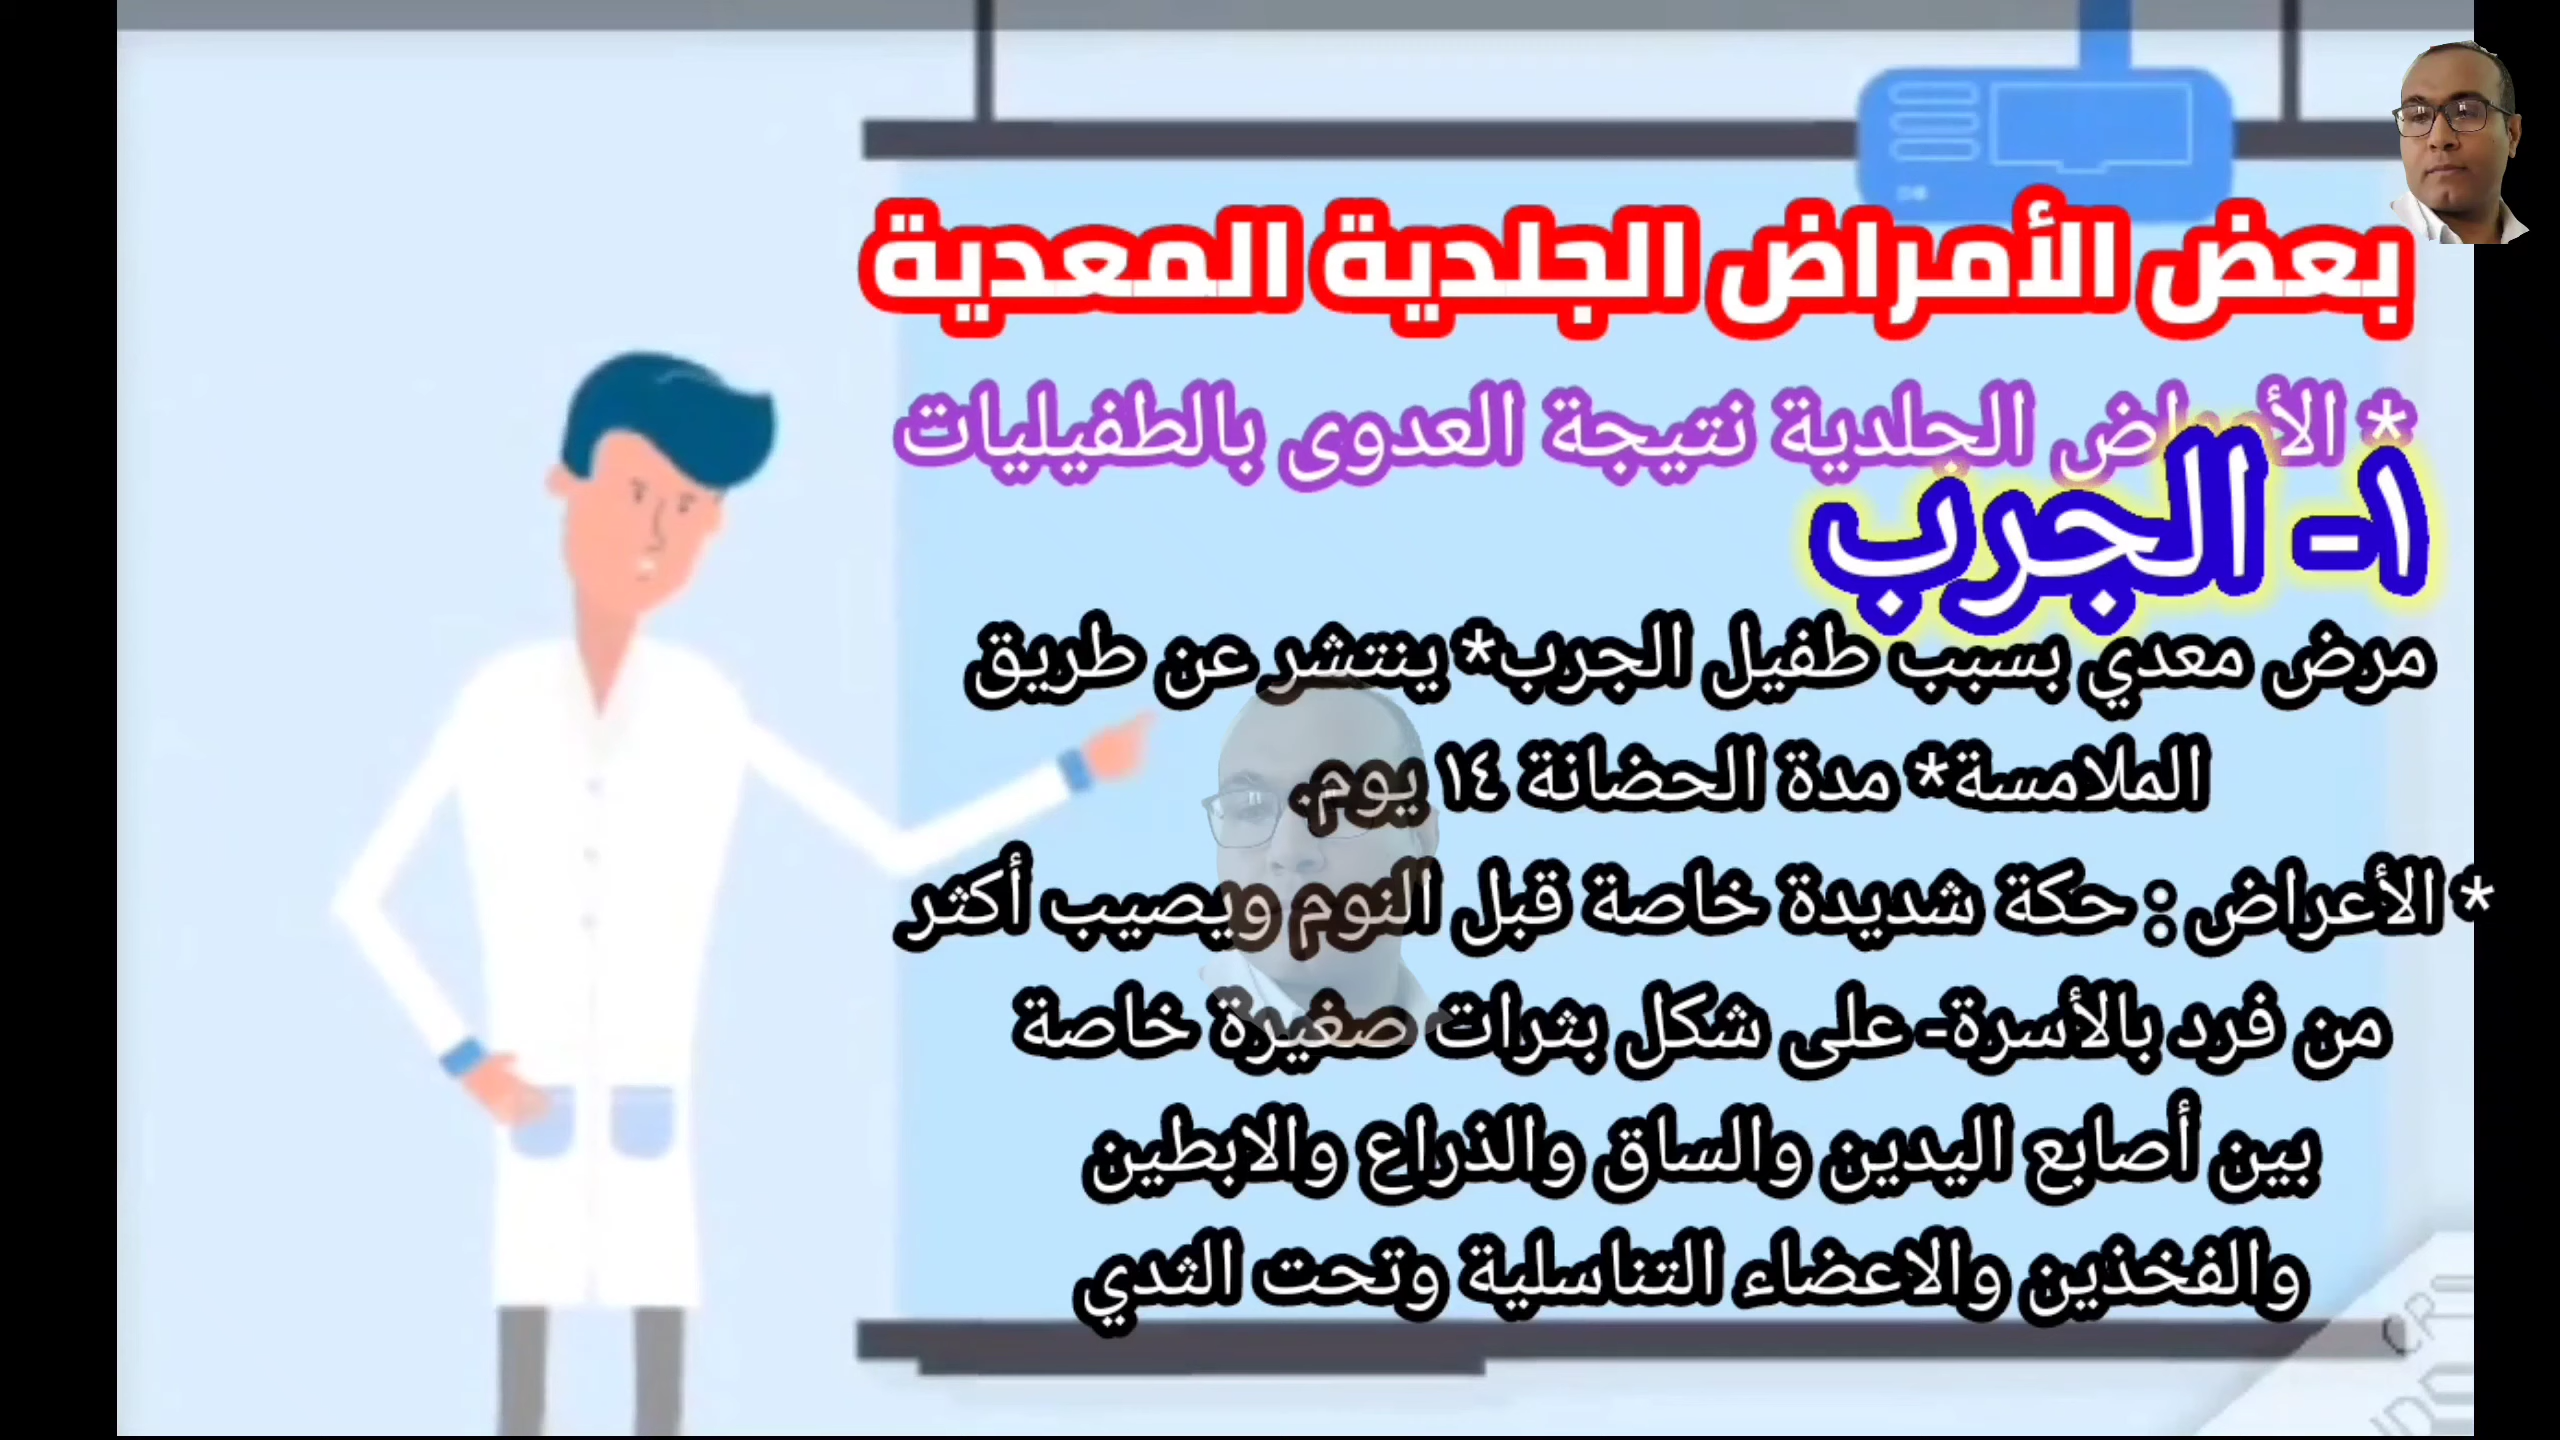 بعض الأمراض الجلدية المعدية
* الأمراض الجلدية نتيجة العدوى بالطفيليات
١- الجرب
مرض معدي بسبب طفيل الجرب* ينتشر عن طريق
الملامسة* مدة الحضانة ١٤ يوم.
* الأعراض : حكة شديدة خاصة قبل النوم ويصيب أكثر
من فرد بالأسرة- على شكل بثرات صغيرة خاصة
بين أصابع اليدين والساق والذراع والابطين
والفخذين والاعضاء التناسلية وتحت الثدي